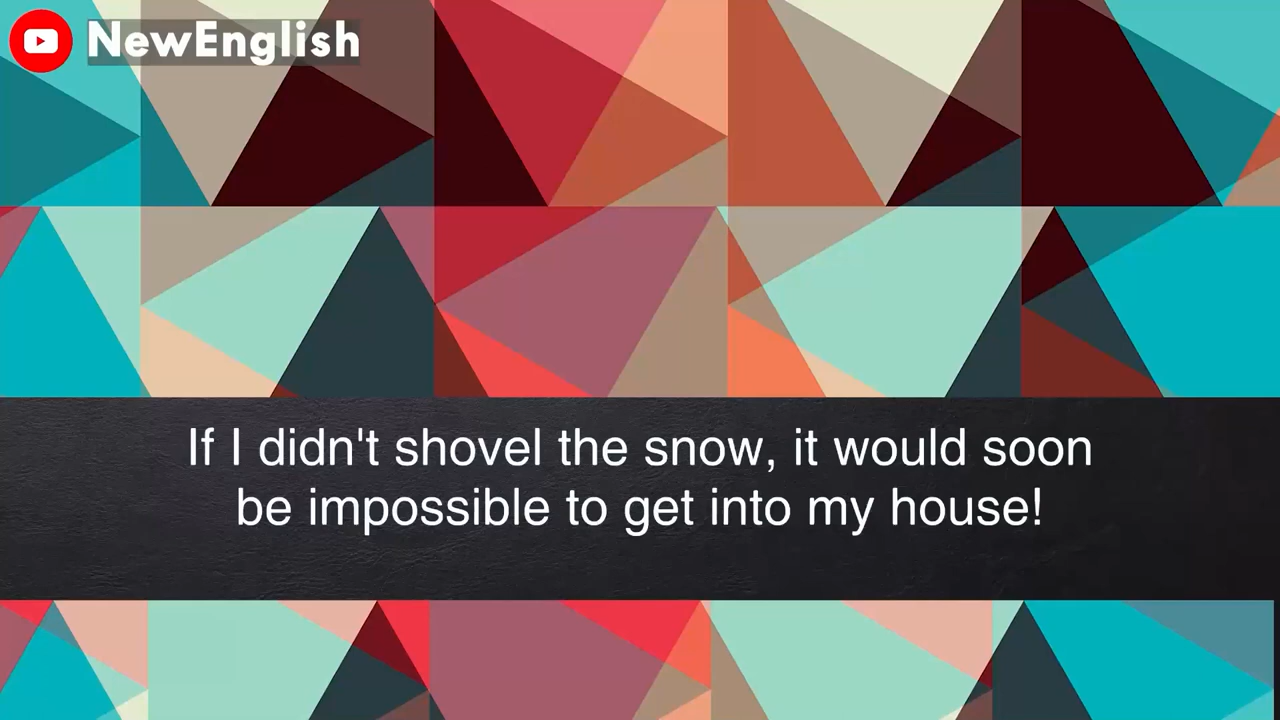 NewEnglish
If I didn't shovel the snow, it would soon
be impossible to get into my house!